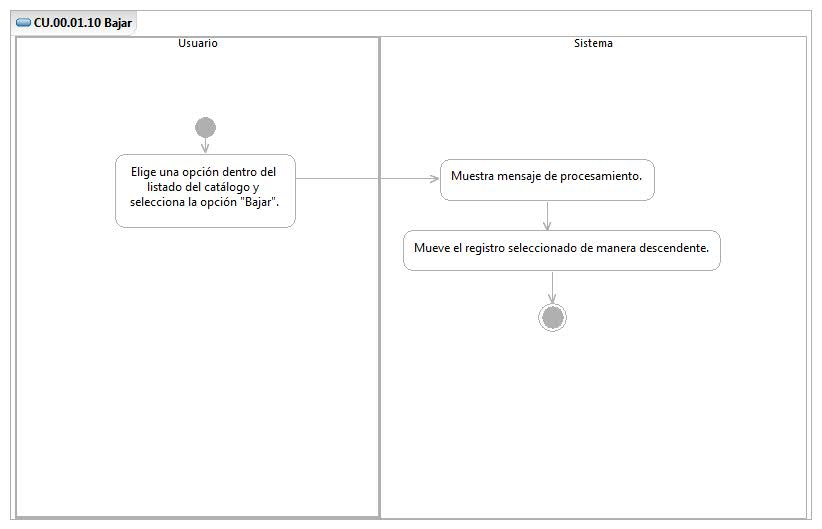 CU.00.01.10 Bajar
Usuario
Sistema
Elige una opción dentro del
listado del catálogo y
selecciona la opción "Bajar".
Muestra mensaje de procesamiento.
Mueve el registro seleccionado de manera descendente.